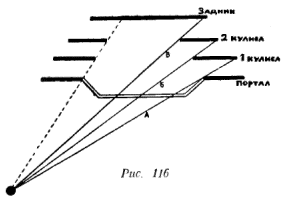 Задник
2 кулиса
1 кулиса
портал
В
Б
А
Рис. 116